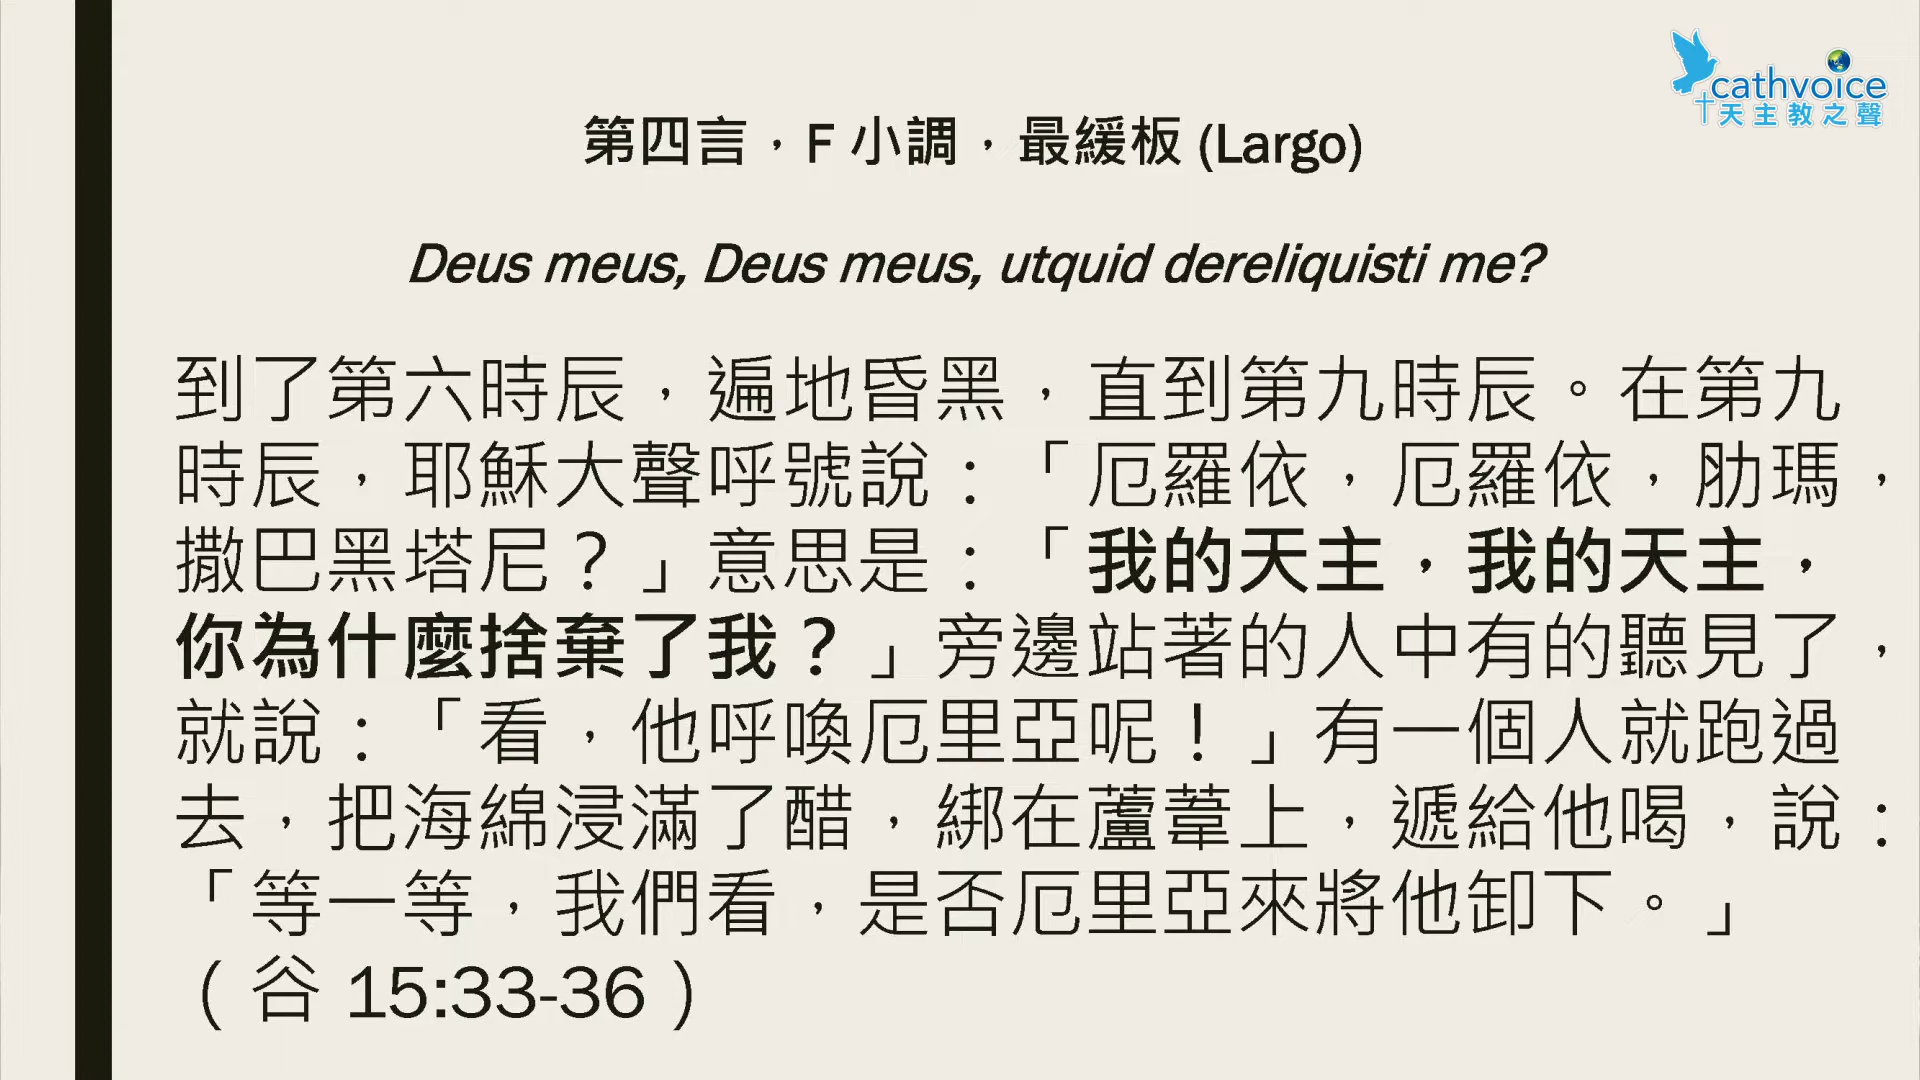 cathvoice
天主教之聲
第四言，F 小調，最緩板 (Largo)
Deus meus, Deus meus, utquid dereliquisti me?
到了第六時辰，遍地昏黑，直到第九時辰。在第九
時辰，耶穌大聲呼號說：「厄羅依，厄羅依，肋瑪，
撒巴黑塔尼？」意思是：「我的天主，我的天主，
你為什麼捨棄了我？」旁邊站著的人中有的聽見了，
就說：「看，他呼喚厄里亞呢！」有一個人就跑過
去，把海綿浸滿了醋，綁在蘆葦上，遞給他喝，說：
「等一等，我們看，是否厄里亞來將他卸下。」
（谷 15:33-36）